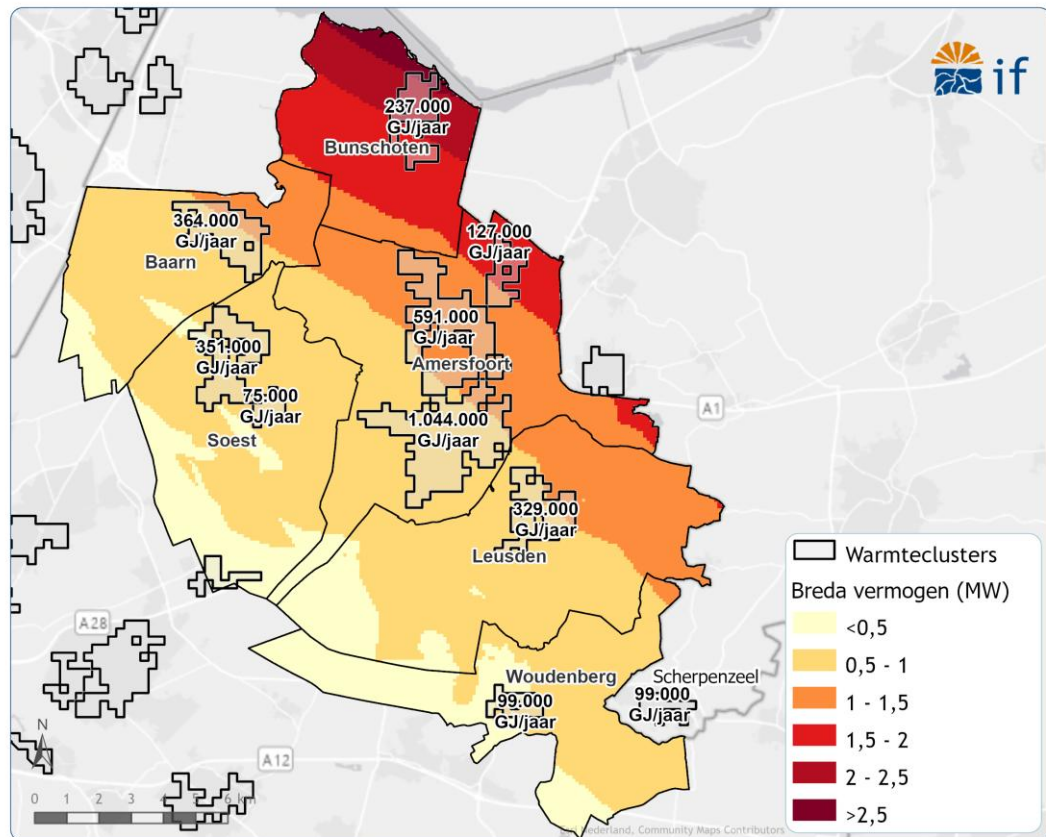 if
237.000
GJ/jaar
Bunschoten
364.000
GJ/jaar
Baarn
127.000
GJ/jaar
591.000
GJ/jaar
Amersfoort
351.000
GJ/jaar
75.000
GJ/jaar
Soest
1.044.000
GJ/jaar
A1
329.000
GJ/jaar
Leusden
A28
Woudenberg
99.000
GJ/jaar
Scherpenzeel
99.000
GJ/jaar
N
A12
0 1 2 3 4 6 km
Nederland, Community Maps Contributors
Warmteclusters
Breda vermogen (MW)
<0,5
0,5 - 1
1 - 1,5
1,5 - 2
2 - 2,5
>2,5